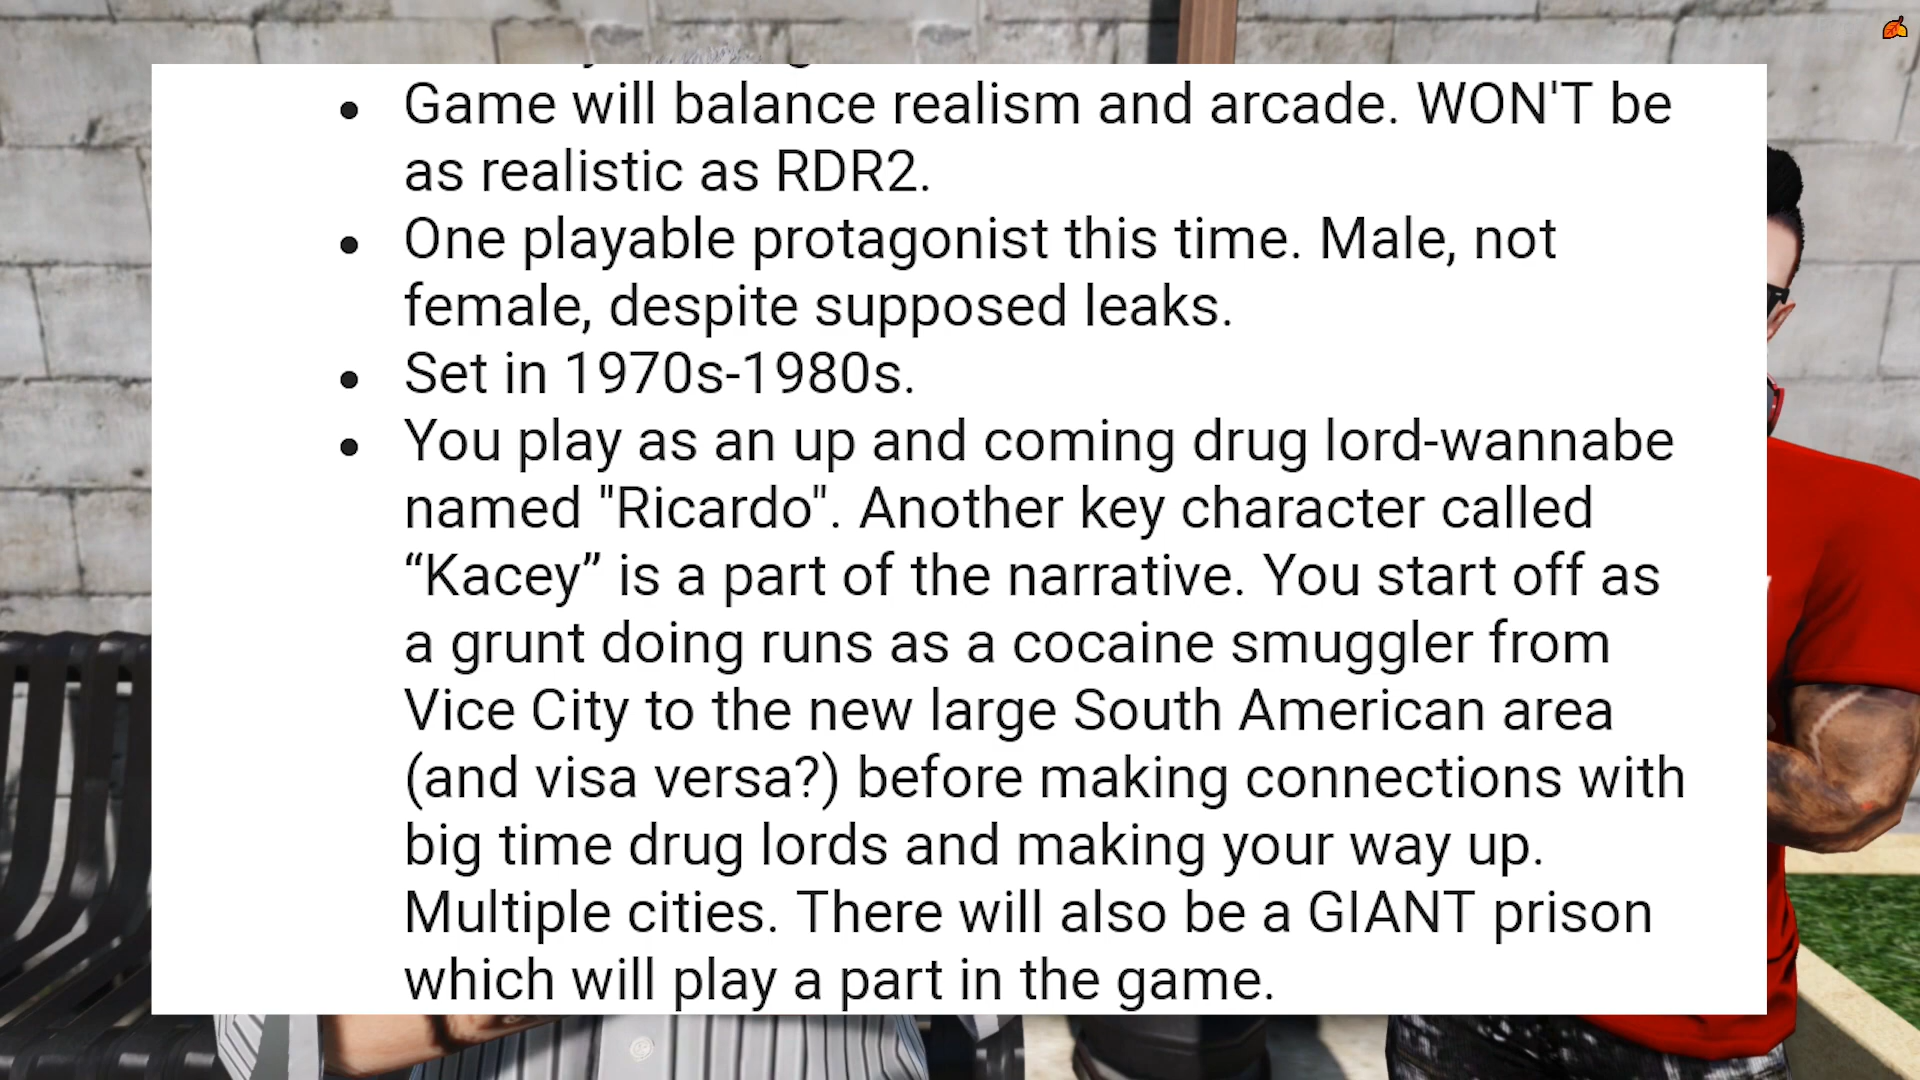 Game will balance realism and arcade. WON'T be
as realistic as RDR2.
One playable protagonist this time. Male, not
female, despite supposed leaks.
Set in 1970s-1980s.
You play as an up and coming drug lord-wannabe
named "Ricardo". Another key character called
“Kacey” is a part of the narrative. You start off as
a grunt doing runs as a cocaine smuggler from
Vice City to the new large South American area
(and visa versa?) before making connections with
big time drug lords and making your way up.
Multiple cities. There will also be a GIANT prison
which will play a part in the game.